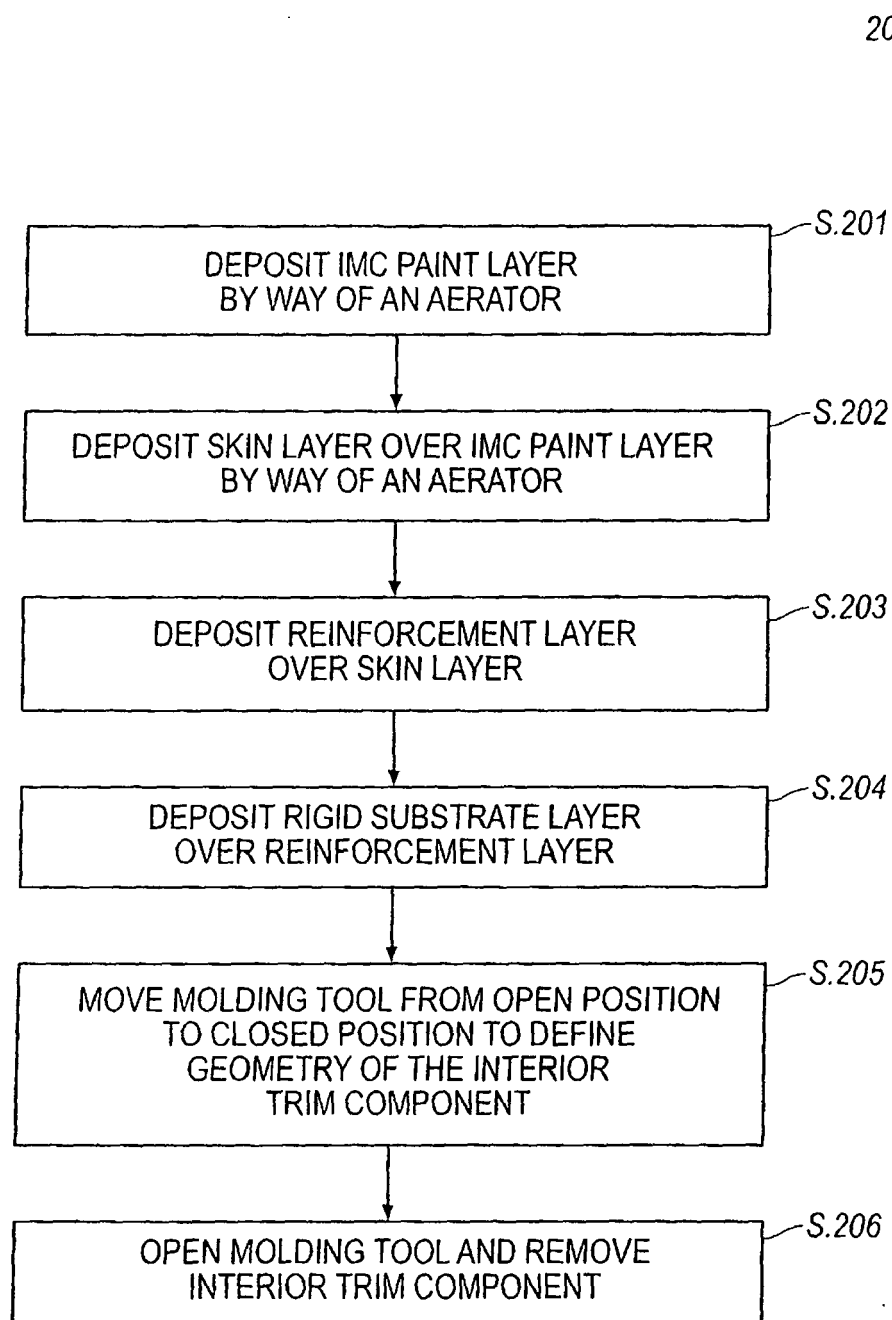 20
S.201
DEPOSIT IMC PAINT LAYER
BY WAY OF AN AERATOR
S.202
DEPOSIT SKIN LAYER OVER IMC PAINT LAYER
BY WAY OF AN AERATOR
S.203
DEPOSIT REINFORCEMENT LAYER
OVER SKIN LAYER
S.204
DEPOSIT RIGID SUBSTRATE LAYER
OVER REINFORCEMENT LAYER
S.205
MOVE MOLDING TOOL FROM OPEN POSITION
TO CLOSED POSITION TO DEFINE
GEOMETRY OF THE INTERIOR
TRIM COMPONENT
S.206
OPEN MOLDING TOOL AND REMOVE
INTERIOR TRIM COMPONENT